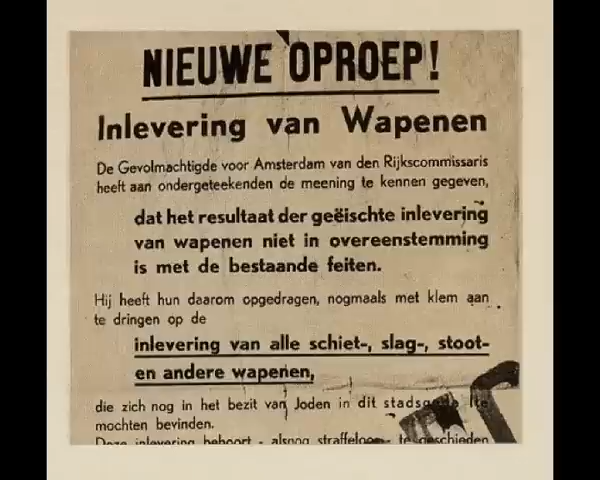 NIEUWE OPROEP!
Inlevering van Wapenen
De Gevolmachtigde voor Amsterdam van den Rijkscommissaris
heeft aan ondergeteekenden de meening te kennen gegeven,
dat het resultaat der geëischte inlevering
van wapenen niet in overeenstemming
is met de bestaande feiten.
Hij heeft hun daarom opgedragen, nogmaals met klem aan
te dringen op de
inlevering van alle schiet-, slag-, stoot-
en andere wapenen,
die zich nog in het bezit van Joden in dit
mochten bevinden.
Deze inlevering behoort - alsnog straffeloos - te geschieden